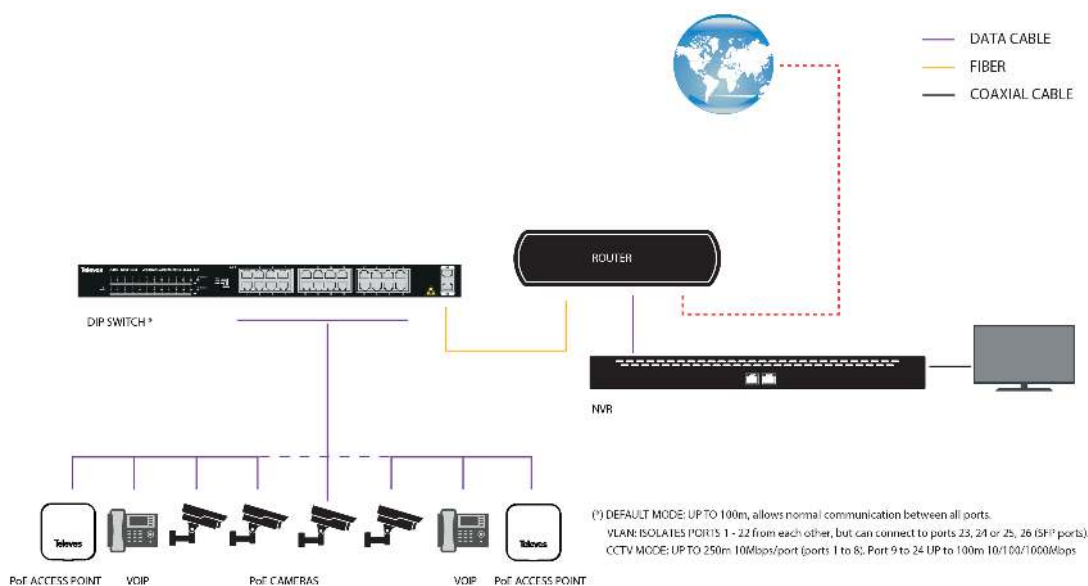 DATA CABLE
FIBER
COAXIAL CABLE
ROUTER
Televes
DIP SWITCH *
NVR
Televes
Televes
PoE ACCESS POINT
VOIP
PoE CAMERAS
VOIP
PoE ACCESS POINT
(*) DEFAULT MODE: UP TO 100m, allows normal communication between all ports.
VLAN: ISOLATES PORTS 1 - 22 from each other, but can connect to ports 23, 24 or 25, 26 (SFP ports).
CCTV MODE: UP TO 250m 10Mbps/port (ports 1 to 8). Port 9 to 24 UP to 100m 10/100/1000Mbps